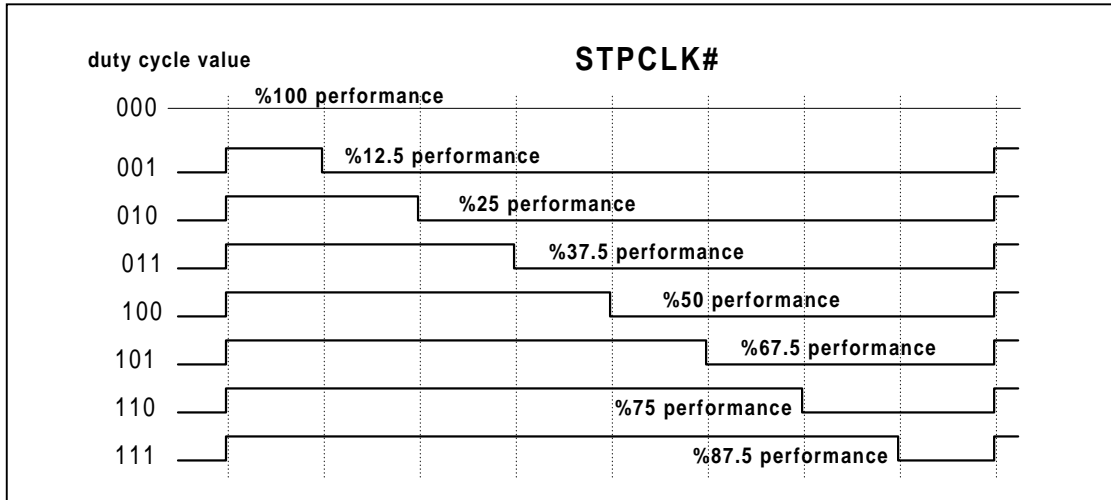 STPCLK#
duty cycle value
000 %100 performance
001 %12.5 performance
010 %25 performance
011 %37.5 performance
100 %50 performance
101 %67.5 performance
110 %75 performance
111 %87.5 performance